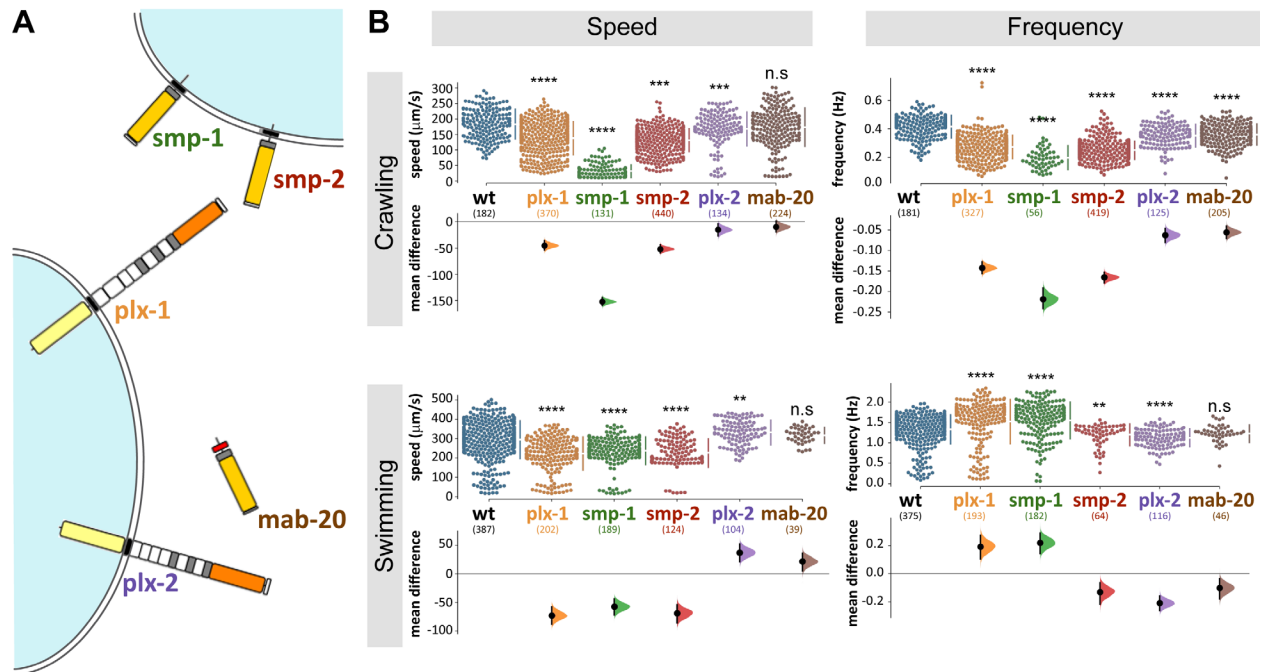 A
smp-1
smp-2
plx-1
mab-20
plx-2
B
Speed
Frequency
Crawling
Swimming
speed (μm/s)
300
250
200
150
100
50
0
**** **** *** *** n.s
wt plx-1 smp-1 smp-2 plx-2 mab-20
(182) (370) (131) (440) (134) (224)
mean difference
0
-50
-100
-150
frequency (Hz)
0.6
0.4
0.2
0.0
**** **** **** **** ****
wt plx-1 smp-1 smp-2 plx-2 mab-20
(181) (327) (56) (419) (125) (205)
mean difference
-0.05
-0.10
-0.15
-0.20
-0.25
speed (μm/s)
500
400
300
200
100
0
**** **** **** ** n.s
wt plx-1 smp-1 smp-2 plx-2 mab-20
(387) (202) (189) (124) (104) (39)
mean difference
50
0
-50
-100
frequency (Hz)
2.0
1.5
1.0
0.5
0.0
**** **** ** **** n.s
wt plx-1 smp-1 smp-2 plx-2 mab-20
(375) (193) (182) (64) (116) (46)
mean difference
0.2
0.0
-0.2